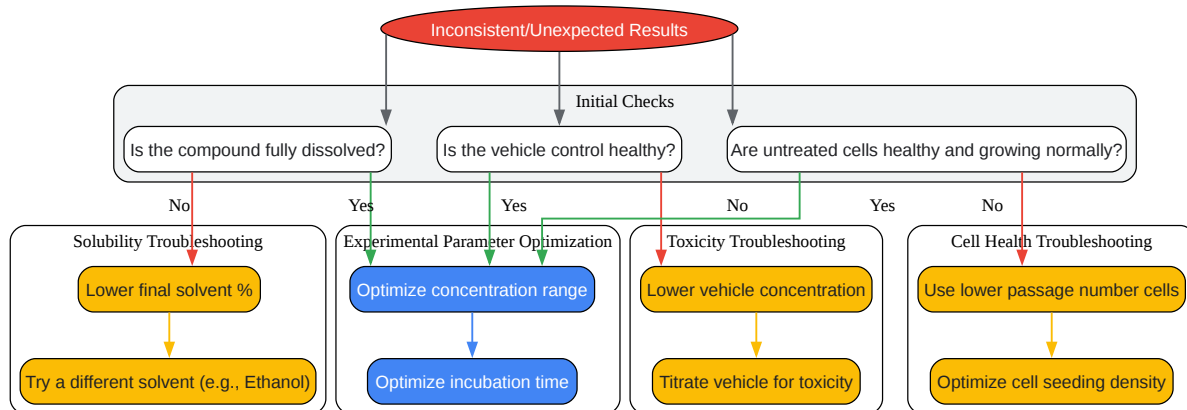 Inconsistent/Unexpected Results
Initial Checks
Is the compound fully dissolved?
Is the vehicle control healthy?
Are untreated cells healthy and growing normally?
No
Yes
Yes
No
Yes
No
Solubility Troubleshooting
Experimental Parameter Optimization
Toxicity Troubleshooting
Cell Health Troubleshooting
Lower final solvent %
Optimize concentration range
Lower vehicle concentration
Use lower passage number cells
Try a different solvent (e.g., Ethanol)
Optimize incubation time
Titrate vehicle for toxicity
Optimize cell seeding density